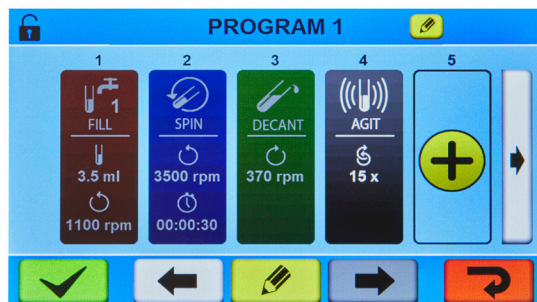 PROGRAM 1
1 2 3 4 5
1
FILL SPIN DECANT AGIT
3.5 ml 3500 rpm 370 rpm 15 x
1100 rpm 00:00:30